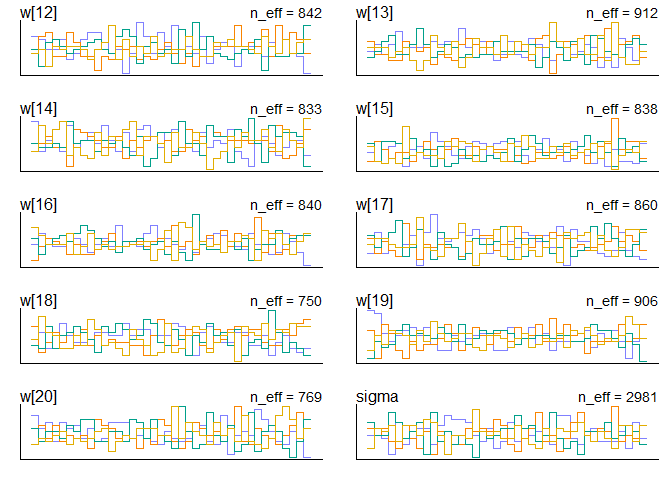 w[12] n_eff = 842 w[13] n_eff = 912
w[14] n_eff = 833 w[15] n_eff = 838
w[16] n_eff = 840 w[17] n_eff = 860
w[18] n_eff = 750 w[19] n_eff = 906
w[20] n_eff = 769 sigma n_eff = 2981